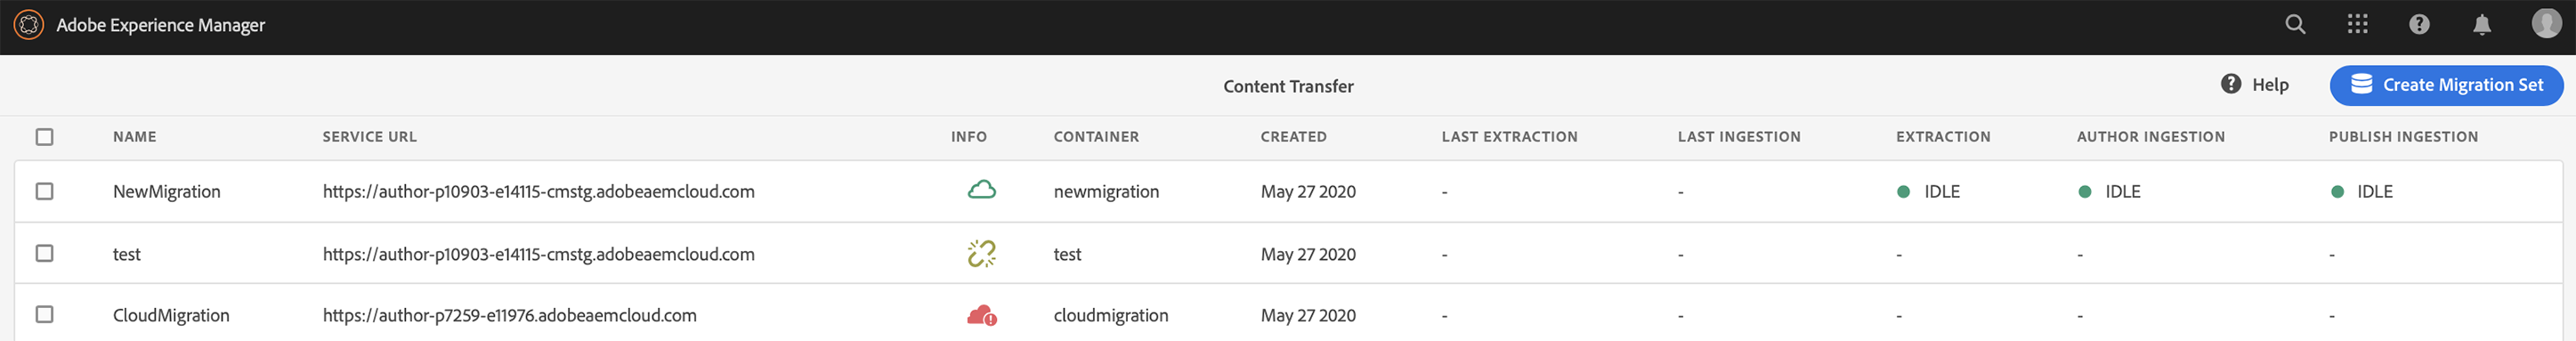 Adobe Experience Manager
Content Transfer
Help
Create Migration Set
NAME SERVICE URL INFO CONTAINER CREATED LAST EXTRACTION LAST INGESTION EXTRACTION AUTHOR INGESTION PUBLISH INGESTION
NewMigration https://author-p10903-e14115-cmstg.adobeaemcloud.com newmigration May 27 2020 - - IDLE IDLE IDLE
test https://author-p10903-e14115-cmstg.adobeaemcloud.com test May 27 2020 - - - - -
CloudMigration https://author-p7259-e11976.adobeaemcloud.com cloudmigration May 27 2020 - - - - -